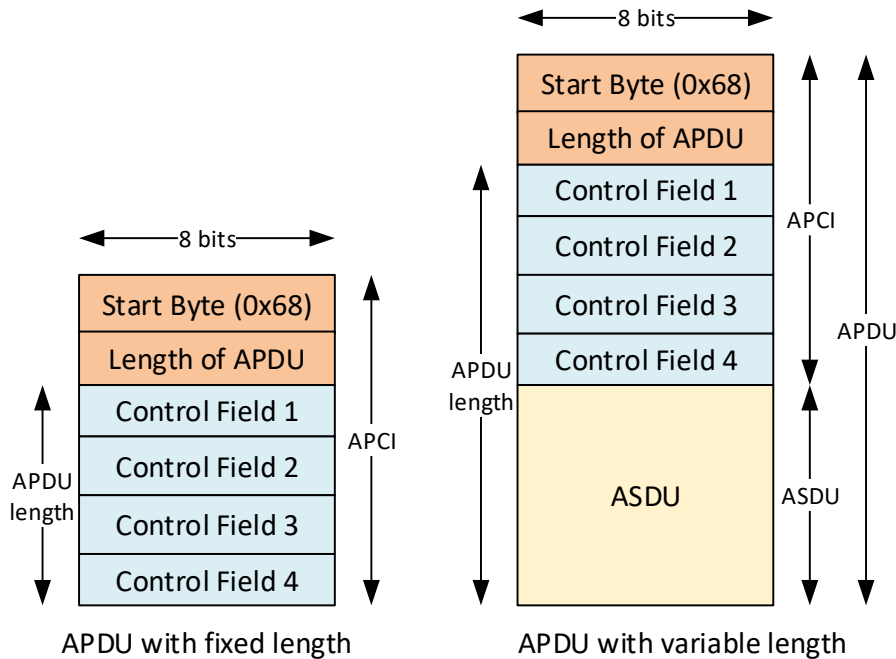 8 bits
Start Byte (0x68)
Length of APDU
Control Field 1
Control Field 2
Control Field 3
Control Field 4
APDU
length
APCI
APDU with fixed length
8 bits
Start Byte (0x68)
Length of APDU
Control Field 1
Control Field 2
Control Field 3
Control Field 4
ASDU
APDU
length
APCI
ASDU
APDU
APDU with variable length